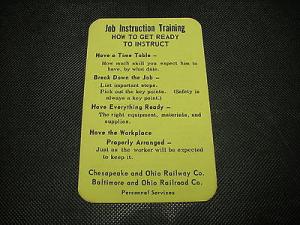 Job Instruction Training
HOW TO GET READY
TO INSTRUCT
Have a Time Table —
How much skill you expect him to
have, by what date.
Break Down the Job —
List important steps.
Pick out the key points. (Safety is
always a key point.)
Have Everything Ready —
The right equipment, materials, and
supplies.
Have the Workplace
Properly Arranged —
Just as the worker will be expected
to keep it.
Chesapeake and Ohio Railway Co.
Baltimore and Ohio Railroad Co.
Personnel Services